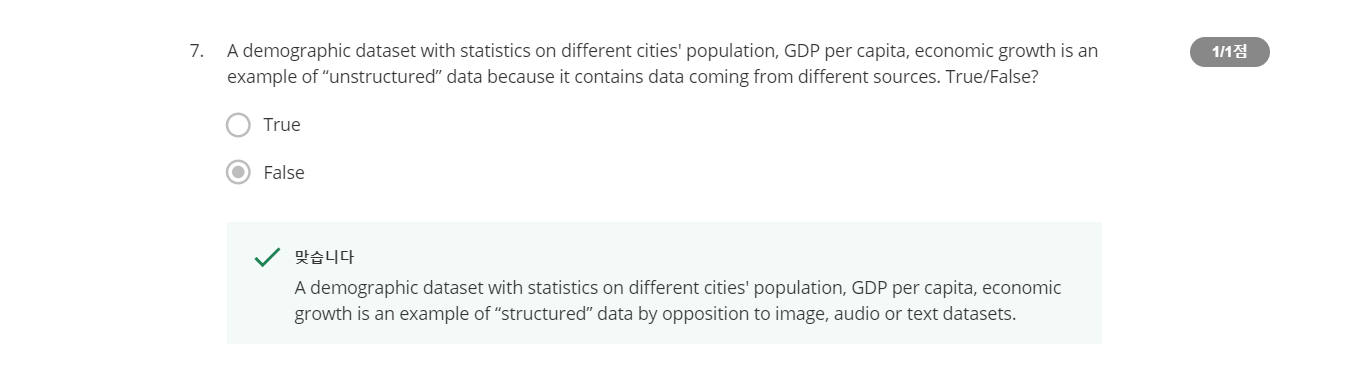 7. A demographic dataset with statistics on different cities' population, GDP per capita, economic growth is an
1/1점
example of “unstructured” data because it contains data coming from different sources. True/False?
True
False
맞습니다
A demographic dataset with statistics on different cities' population, GDP per capita, economic
growth is an example of “structured” data by opposition to image, audio or text datasets.